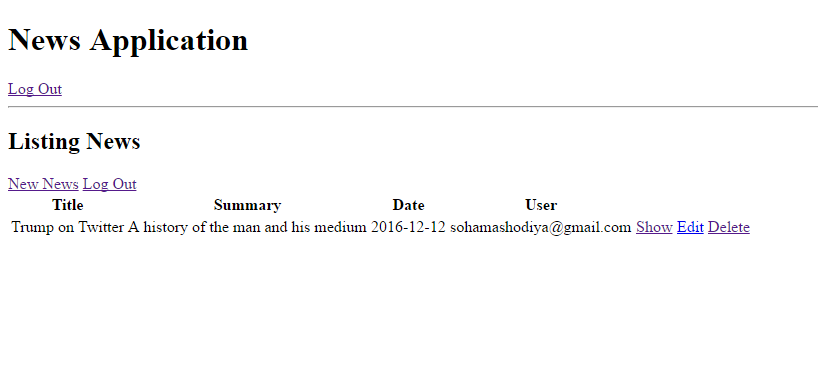 News Application
Log Out
Listing News
New News Log Out
Title Summary Date User
Trump on Twitter A history of the man and his medium 2016-12-12 sohamashodiya@gmail.com Show Edit Delete